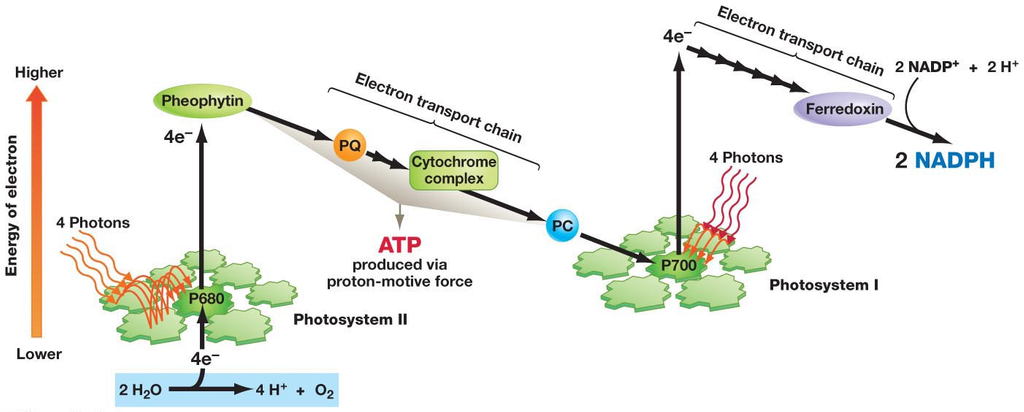 Higher
Energy of electron
Lower
4 Photons
Pheophytin
4e⁻
P680
Photosystem II
4e⁻
2 H₂O
4 H⁺ + O₂
Electron transport chain
PQ
Cytochrome
complex
PC
ATP
produced via
proton-motive force
4e⁻
Electron transport chain
Ferredoxin
2 NADP⁺ + 2 H⁺
2 NADPH
4 Photons
P700
Photosystem I